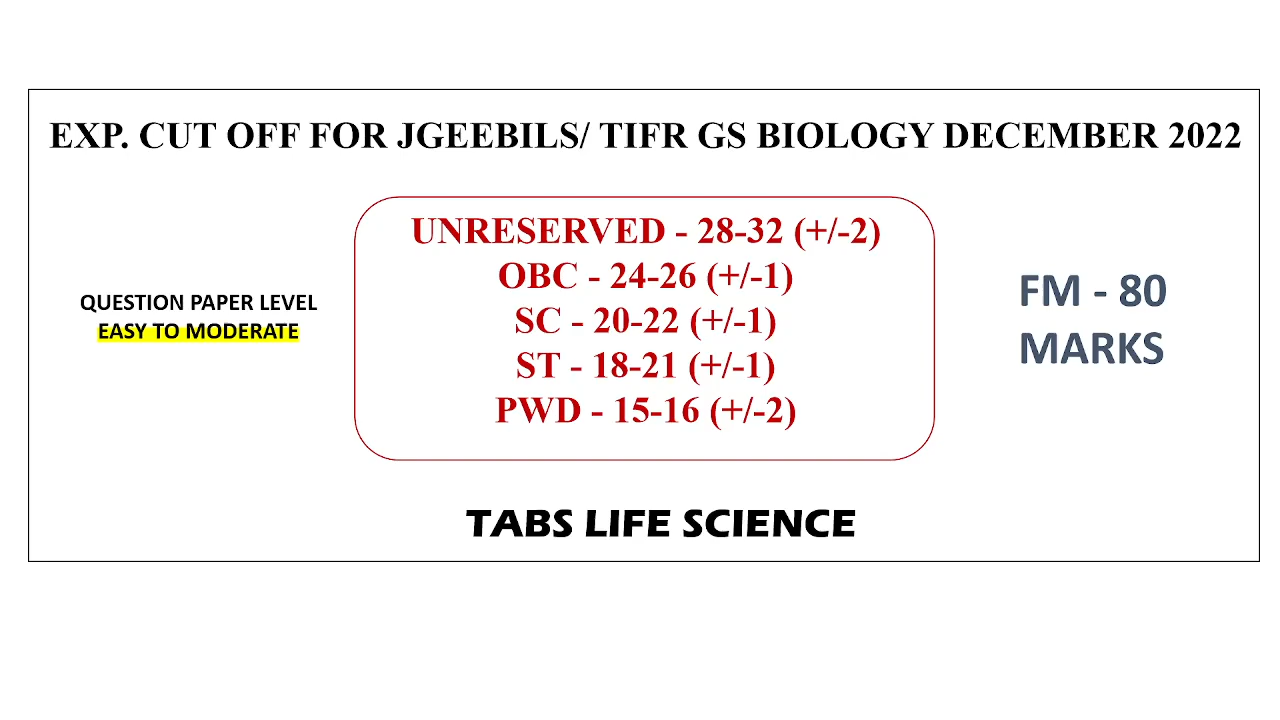 EXP. CUT OFF FOR JGEEBILS/ TIFR GS BIOLOGY DECEMBER 2022
UNRESERVED - 28-32 (+/-2)
OBC - 24-26 (+/-1)
SC - 20-22 (+/-1)
ST - 18-21 (+/-1)
PWD - 15-16 (+/-2)
QUESTION PAPER LEVEL
EASY TO MODERATE
FM - 80
MARKS
TABS LIFE SCIENCE